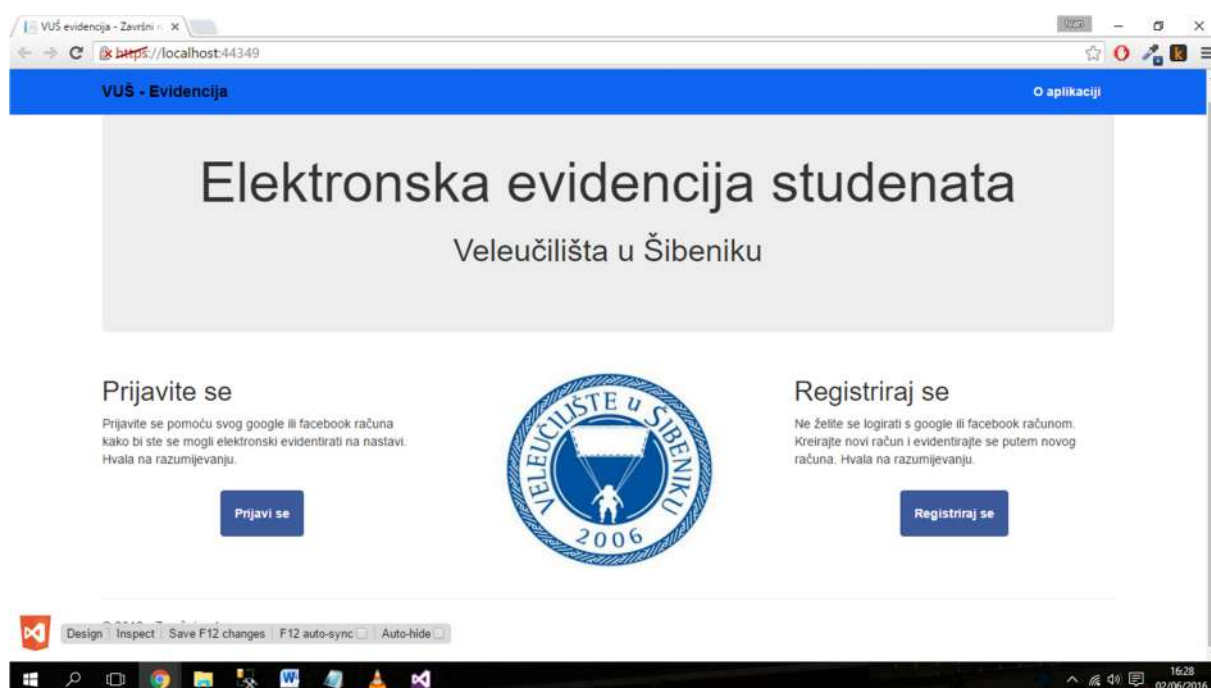 VUŠ evidencija - Završni
Ivan
https://localhost:44349
VUŠ - Evidencija
O aplikaciji
Elektronska evidencija studenata
Veleučilišta u Šibeniku
Prijavite se
Prijavite se pomoću svog google ili facebook računa
kako bi ste se mogli elektronski evidentirati na nastavi.
Hvala na razumijevanju.
Prijavi se
VELEUČILIŠTE U ŠIBENIKU
2006
Registriraj se
Ne želite se logirati s google ili facebook računom.
Kreirajte novi račun i evidentirajte se putem novog
računa. Hvala na razumijevanju.
Registriraj se
Design Inspect Save F12 changes F12 auto-sync Auto-hide
16:28
02/06/2016